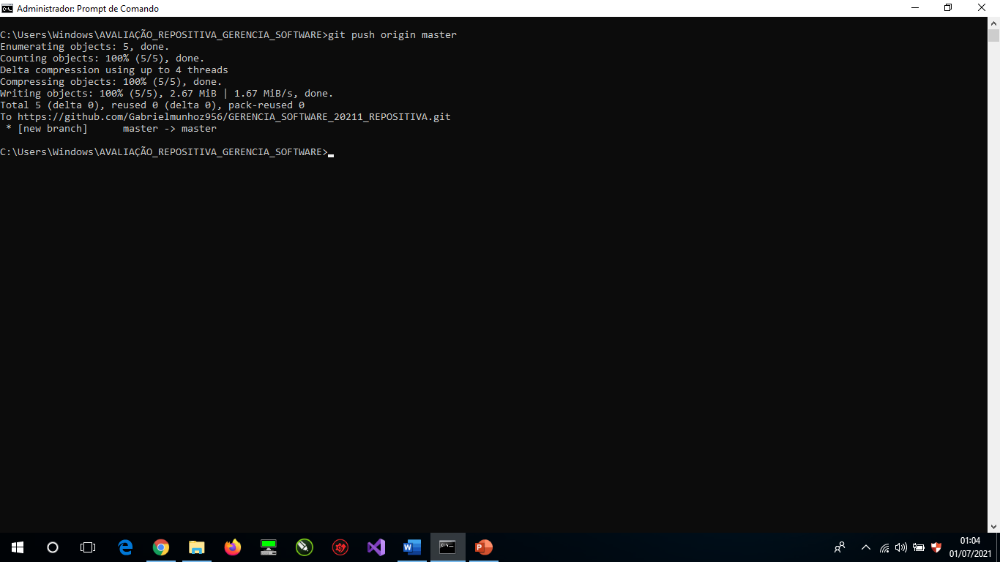 Administrador: Prompt de Comando
C:\Users\Windows\AVALIAÇÃO_REPOSITIVA_GERENCIA_SOFTWARE>git push origin master
Enumerating objects: 5, done.
Counting objects: 100% (5/5), done.
Delta compression using up to 4 threads
Compressing objects: 100% (5/5), done.
Writing objects: 100% (5/5), 2.67 MiB | 1.67 MiB/s, done.
Total 5 (delta 0), reused 0 (delta 0), pack-reused 0
To https://github.com/Gabrielmunhoz956/GERENCIA_SOFTWARE_20211_REPOSITIVA.git
 * [new branch]      master -> master
C:\Users\Windows\AVALIAÇÃO_REPOSITIVA_GERENCIA_SOFTWARE>
01:04
01/07/2021